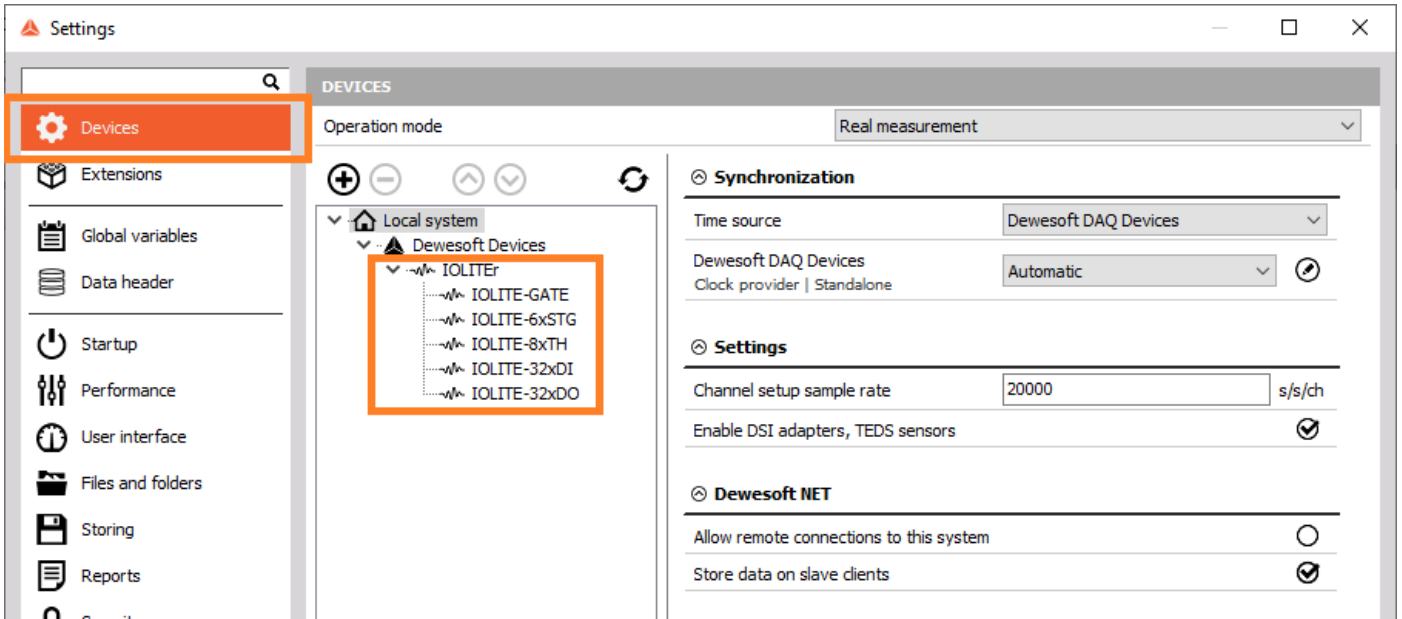 Settings
DEVICES
Devices
Operation mode
Real measurement
Extensions
Global variables
Data header
Startup
Performance
User interface
Files and folders
Storing
Reports
Local system
Dewesoft Devices
IOLITEr
IOLITE-GATE
IOLITE-6xSTG
IOLITE-8xTH
IOLITE-32xDI
IOLITE-32xDO
Synchronization
Time source
Dewesoft DAQ Devices
Dewesoft DAQ Devices
Clock provider | Standalone
Automatic
Settings
Channel setup sample rate
20000
s/s/ch
Enable DSI adapters, TEDS sensors
Dewesoft NET
Allow remote connections to this system
Store data on slave clients